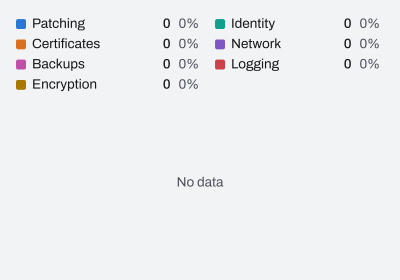 Patching 0 0% Identity 0 0%
Certificates 0 0% Network 0 0%
Backups 0 0% Logging 0 0%
Encryption 0 0%
No data